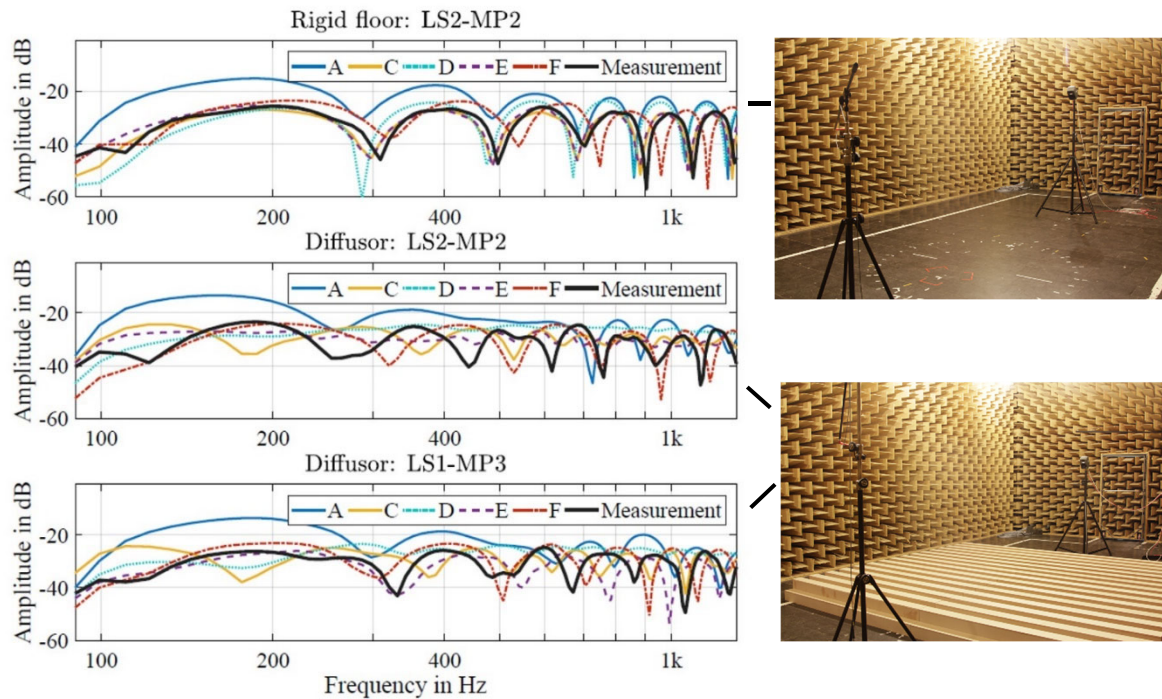 Rigid floor: LS2-MP2
A C D E F Measurement
Amplitude in dB
-20
-40
-60
100 200 400 1k
Diffusor: LS2-MP2
A C D E F Measurement
Amplitude in dB
-20
-40
-60
100 200 400 1k
Diffusor: LS1-MP3
A C D E F Measurement
Amplitude in dB
-20
-40
-60
100 200 400 1k
Frequency in Hz